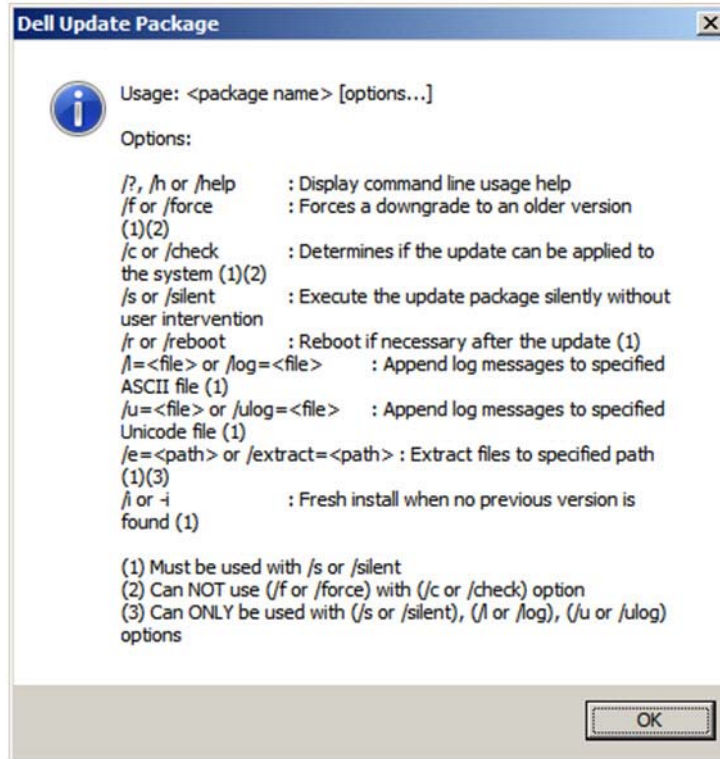 Dell Update Package
Usage: <package name> [options...]
Options:
/?, /h or /help : Display command line usage help
/f or /force : Forces a downgrade to an older version
(1)(2)
/c or /check : Determines if the update can be applied to
the system (1)(2)
/s or /silent : Execute the update package silently without
user intervention
/r or /reboot : Reboot if necessary after the update (1)
/l=<file> or /log=<file> : Append log messages to specified
ASCII file (1)
/u=<file> or /ulog=<file> : Append log messages to specified
Unicode file (1)
/e=<path> or /extract=<path> : Extract files to specified path
(1)(3)
/i or -i : Fresh install when no previous version is
found (1)
(1) Must be used with /s or /silent
(2) Can NOT use (/f or /force) with (/c or /check) option
(3) Can ONLY be used with (/s or /silent), (/l or /log), (/u or /ulog)
options
OK